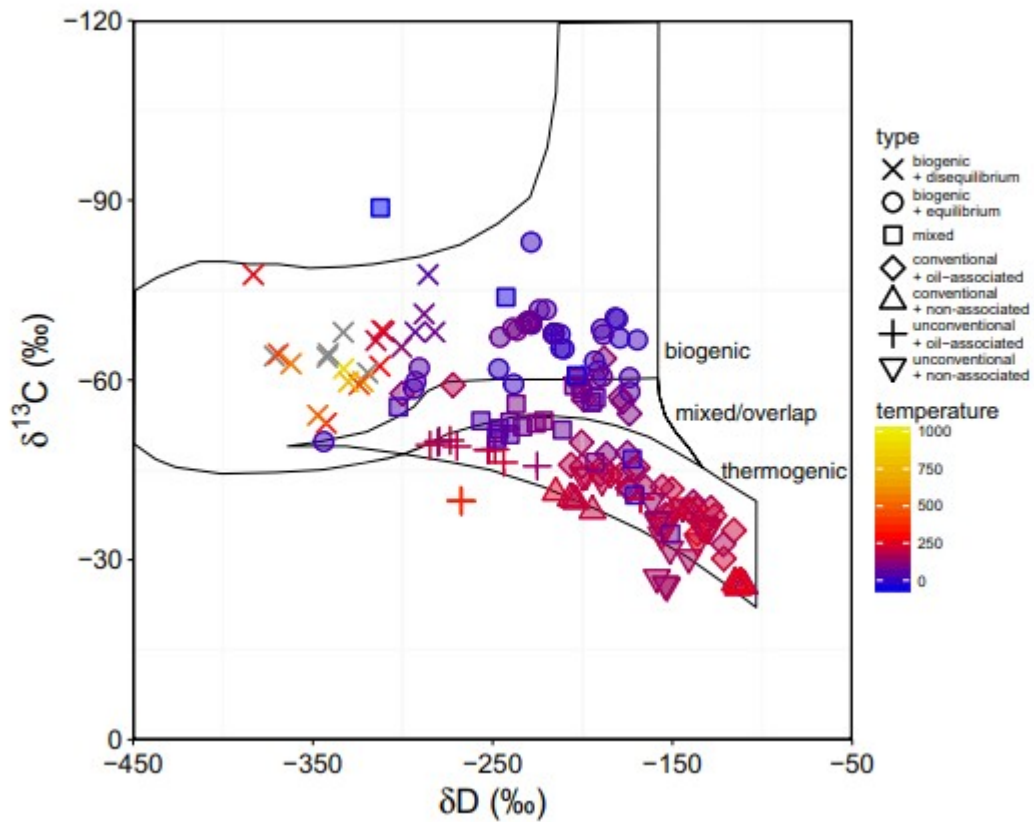 −120
−90
−60
−30
0
δ¹³C (‰)
−450
−350
−250
−150
−50
δD (‰)
biogenic
mixed/overlap
thermogenic
type
biogenic
+ disequilibrium
biogenic
+ equilibrium
mixed
conventional
+ oil−associated
conventional
+ non−associated
unconventional
+ oil−associated
unconventional
+ non−associated
temperature
1000
750
500
250
0